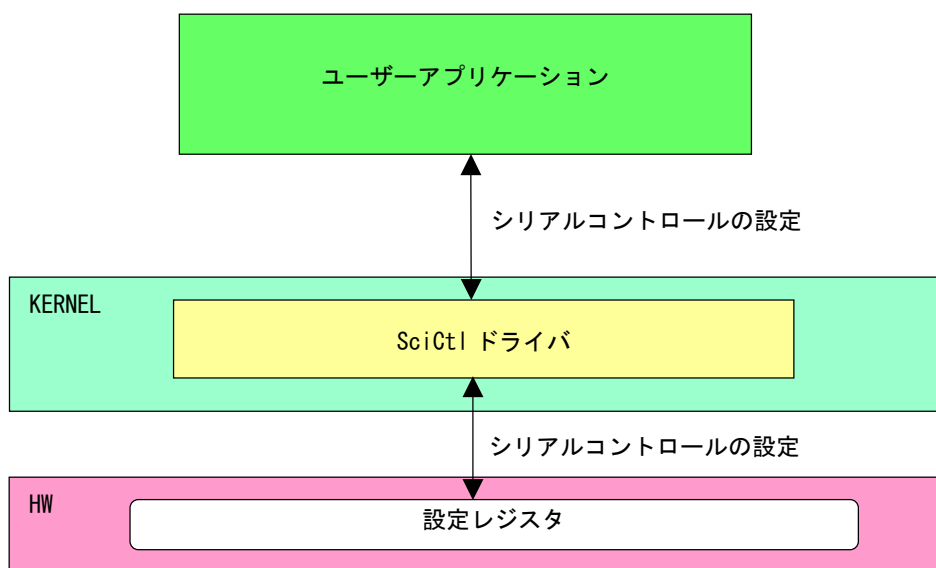 ユーザーアプリケーション
シリアルコントロールの設定
KERNEL
SciCtl ドライバ
シリアルコントロールの設定
HW
設定レジスタ